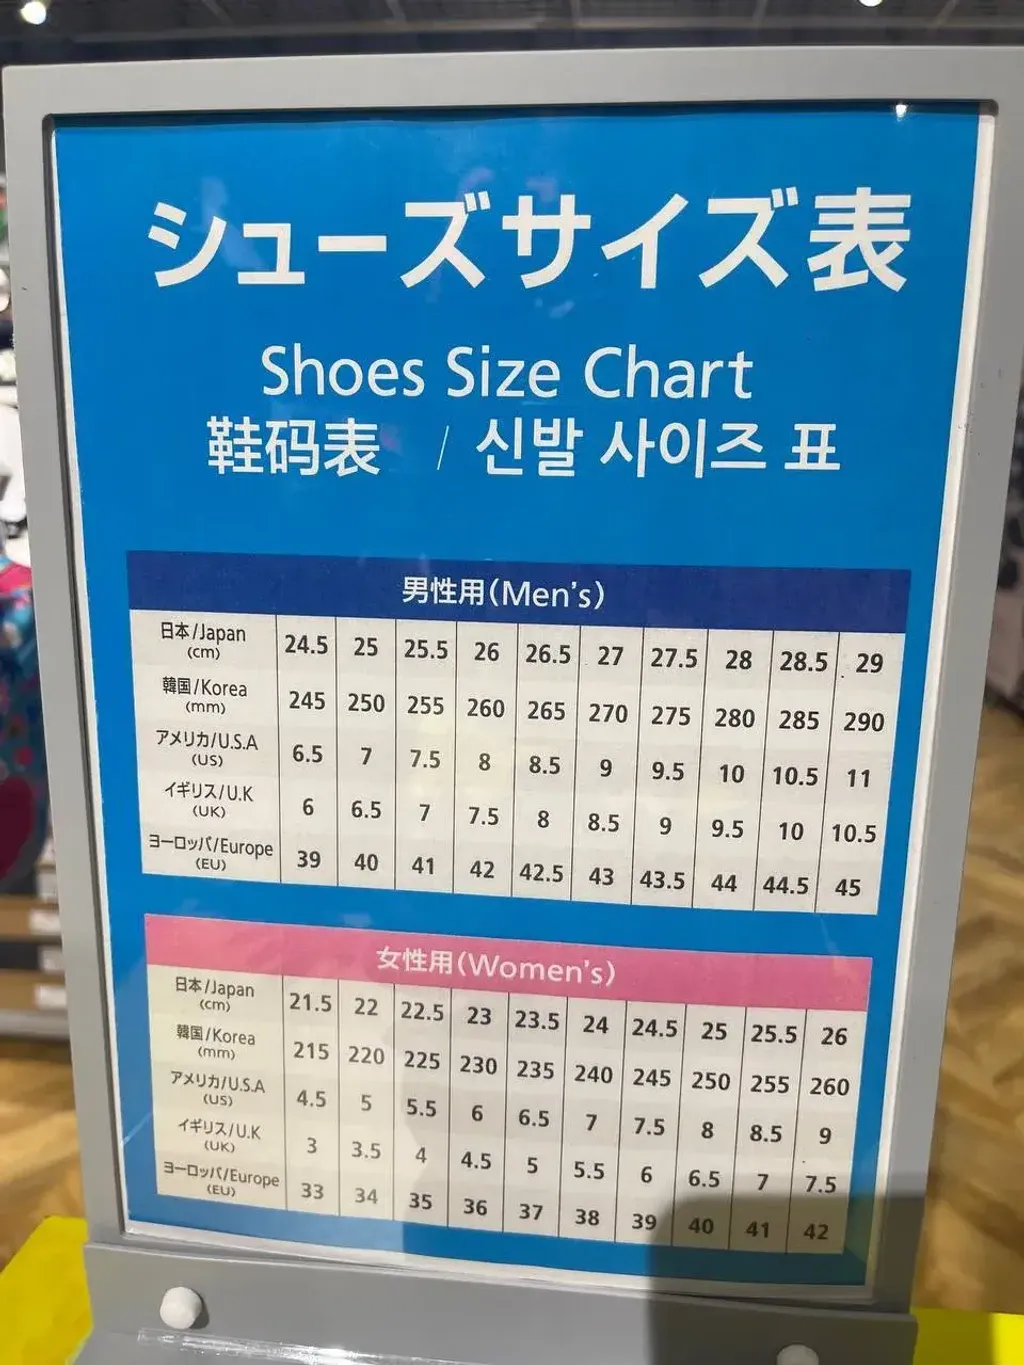 シューズサイズ表
Shoes Size Chart
鞋码表 / 신발 사이즈 표
男性用(Men's)
日本/Japan (cm) 24.5 25 25.5 26 26.5 27 27.5 28 28.5 29
韓国/Korea (mm) 245 250 255 260 265 270 275 280 285 290
アメリカ/U.S.A (US) 6.5 7 7.5 8 8.5 9 9.5 10 10.5 11
イギリス/U.K (UK) 6 6.5 7 7.5 8 8.5 9 9.5 10 10.5
ヨーロッパ/Europe (EU) 39 40 41 42 42.5 43 43.5 44 44.5 45
女性用(Women's)
日本/Japan (cm) 21.5 22 22.5 23 23.5 24 24.5 25 25.5 26
韓国/Korea (mm) 215 220 225 230 235 240 245 250 255 260
アメリカ/U.S.A (US) 4.5 5 5.5 6 6.5 7 7.5 8 8.5 9
イギリス/U.K (UK) 3 3.5 4 4.5 5 5.5 6 6.5 7 7.5
ヨーロッパ/Europe (EU) 33 34 35 36 37 38 39 40 41 42